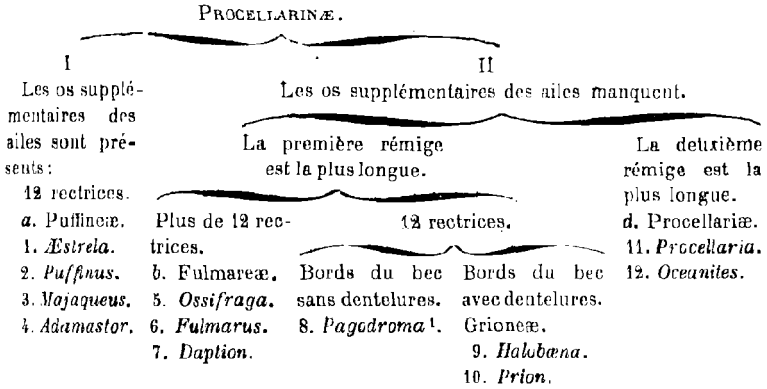 PROCELLARINÆ.
I
Les os supplé-
mentaires des
ailes sont pré-
sents :
12 rectrices.
a. Puffineæ.
1. Æstrela.
2. Puffinus.
3. Majaqueus.
4. Adamastor.
II
Les os supplémentaires des ailes manquent.
La première rémige
est la plus longue.
Plus de 12 rec-
trices.
b. Fulmareæ.
5. Ossifraga.
6. Fulmarus.
7. Daption.
12 rectrices.
Bords du bec
sans dentelures.
8. Pagodroma¹.
Bords du bec
avec dentelures.
Grioneæ.
9. Halobæna.
10. Prion.
La deuxième
rémige est la
plus longue.
d. Procellariæ.
11. Procellaria.
12. Oceanites.